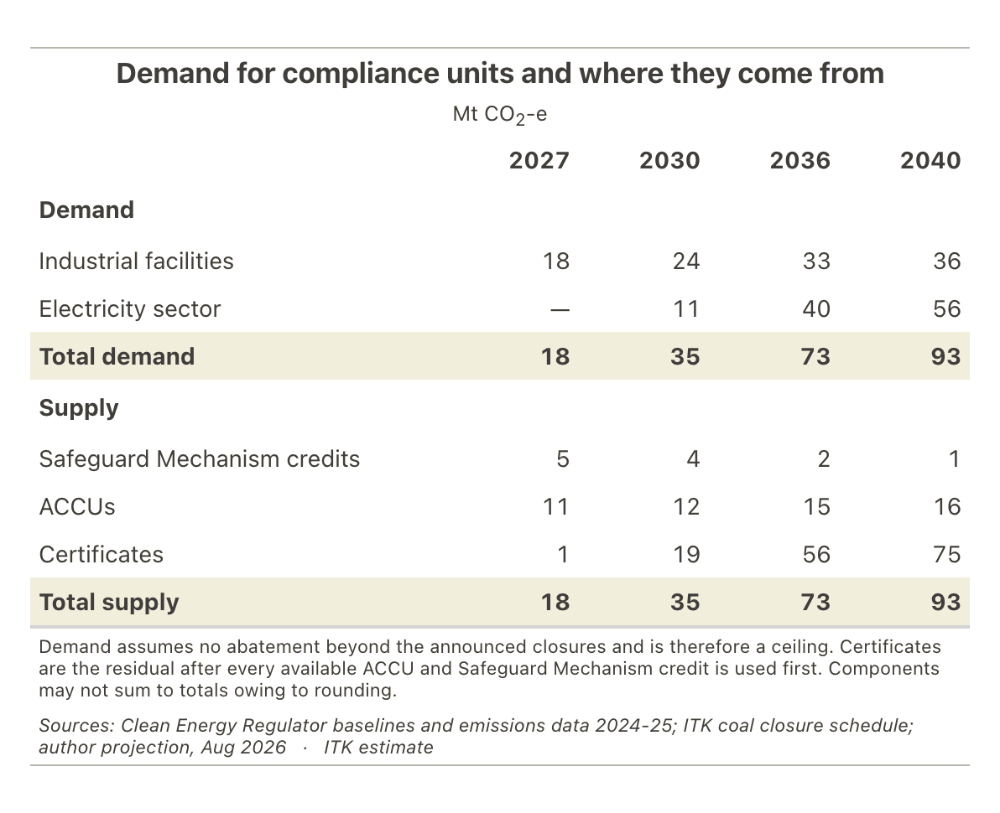 Demand for compliance units and where they come from
Mt CO₂-e
2027 2030 2036 2040
Demand
Industrial facilities 18 24 33 36
Electricity sector — 11 40 56
Total demand 18 35 73 93
Supply
Safeguard Mechanism credits 5 4 2 1
ACCUs 11 12 15 16
Certificates 1 19 56 75
Total supply 18 35 73 93
Demand assumes no abatement beyond the announced closures and is therefore a ceiling. Certificates
are the residual after every available ACCU and Safeguard Mechanism credit is used first. Components
may not sum to totals owing to rounding.
Sources: Clean Energy Regulator baselines and emissions data 2024-25; ITK coal closure schedule;
author projection, Aug 2026 · ITK estimate